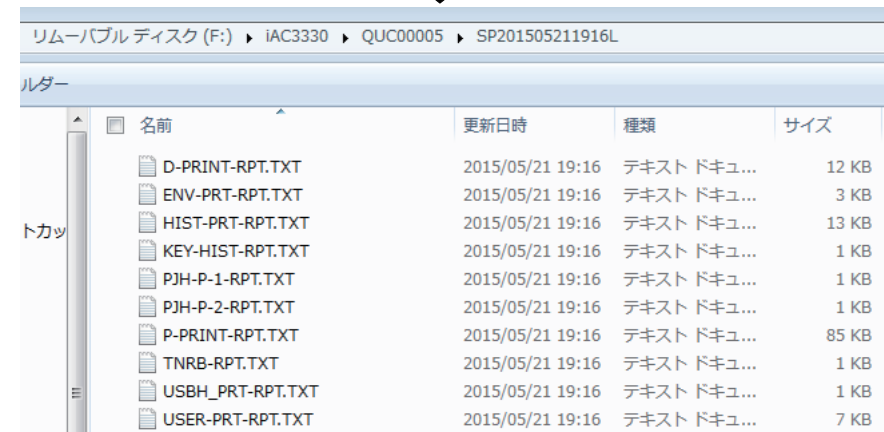 リムーバブル ディスク (F:) ▶ iAC3330 ▶ QUC00005 ▶ SP201505211916L
ルダー
名前 更新日時 種類 サイズ
D-PRINT-RPT.TXT 2015/05/21 19:16 テキスト ドキュ... 12 KB
ENV-PRT-RPT.TXT 2015/05/21 19:16 テキスト ドキュ... 3 KB
HIST-PRT-RPT.TXT 2015/05/21 19:16 テキスト ドキュ... 13 KB
トカッ
KEY-HIST-RPT.TXT 2015/05/21 19:16 テキスト ドキュ... 1 KB
PJH-P-1-RPT.TXT 2015/05/21 19:16 テキスト ドキュ... 1 KB
PJH-P-2-RPT.TXT 2015/05/21 19:16 テキスト ドキュ... 1 KB
P-PRINT-RPT.TXT 2015/05/21 19:16 テキスト ドキュ... 85 KB
TNRB-RPT.TXT 2015/05/21 19:16 テキスト ドキュ... 1 KB
USBH_PRT-RPT.TXT 2015/05/21 19:16 テキスト ドキュ... 1 KB
USER-PRT-RPT.TXT 2015/05/21 19:16 テキスト ドキュ... 7 KB